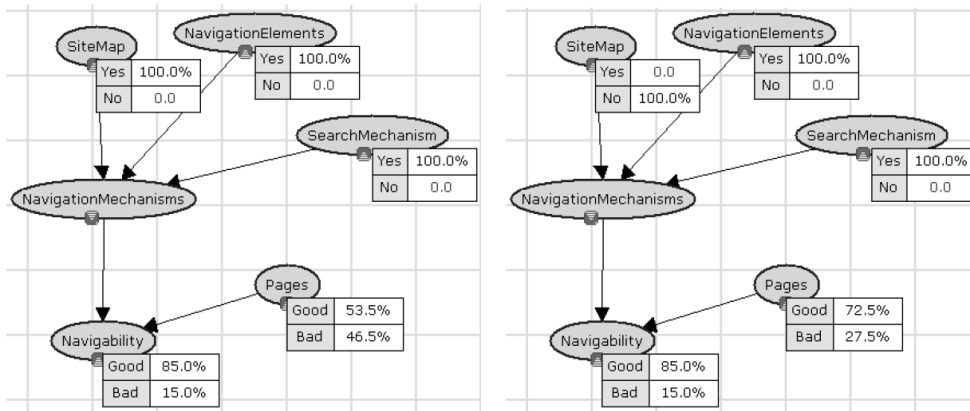 SiteMap
NavigationElements
Yes 100.0%
No 0.0
Yes 100.0%
No 0.0
SearchMechanism
Yes 100.0%
No 0.0
NavigationMechanisms
Pages
Good 53.5%
Bad 46.5%
Navigability
Good 85.0%
Bad 15.0%
SiteMap
NavigationElements
Yes 0.0
No 100.0%
Yes 100.0%
No 0.0
SearchMechanism
Yes 100.0%
No 0.0
NavigationMechanisms
Pages
Good 72.5%
Bad 27.5%
Navigability
Good 85.0%
Bad 15.0%